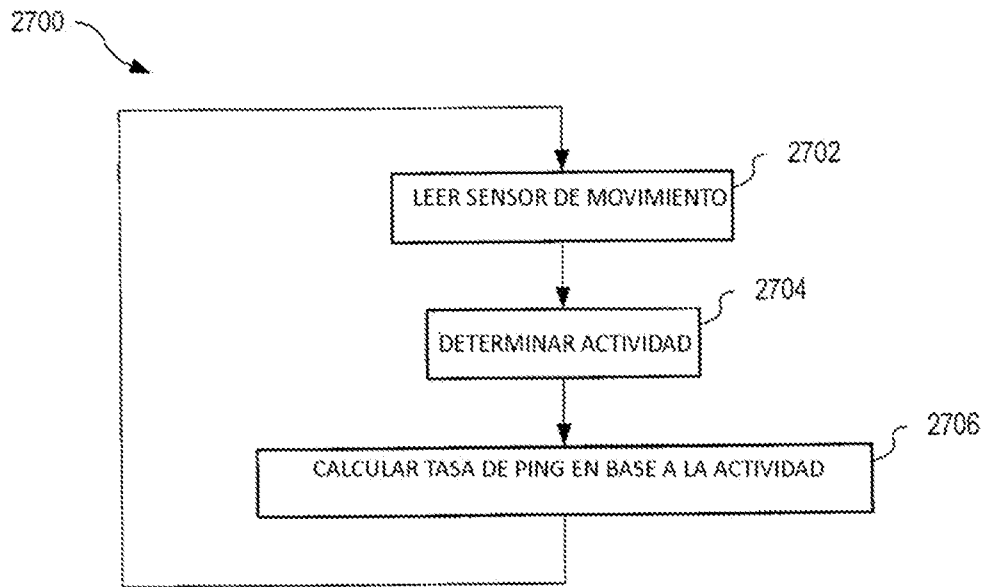 2700
2702
LEER SENSOR DE MOVIMIENTO
2704
DETERMINAR ACTIVIDAD
2706
CALCULAR TASA DE PING EN BASE A LA ACTIVIDAD